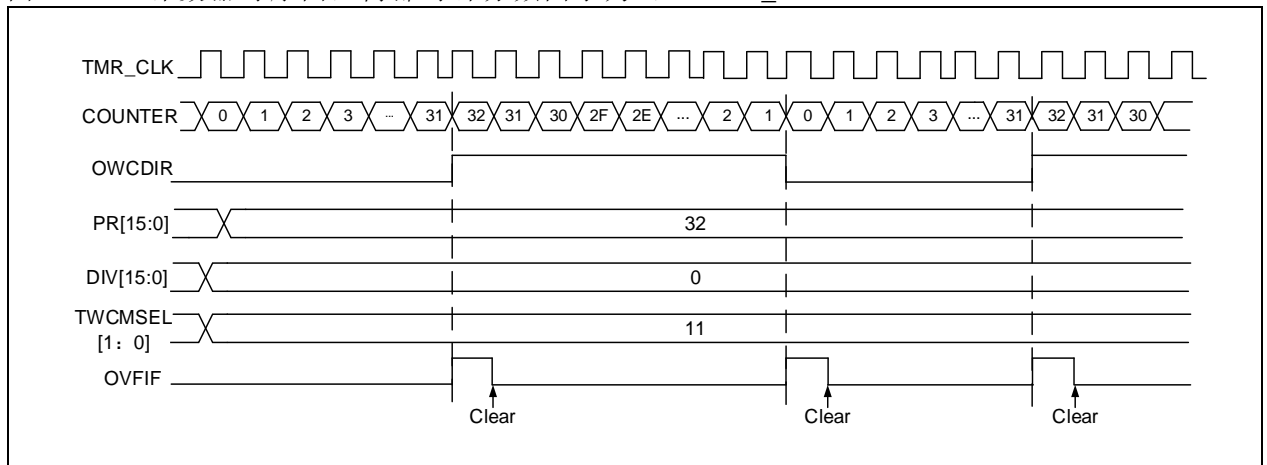 TMR_CLK
COUNTER 0 1 2 3 ... 31 32 31 30 2F 2E ... 2 1 0 1 2 3 ... 31 32 31 30
OWCDIR
PR[15:0] 32
DIV[15:0] 0
TWCMSEL
[1：0] 11
OVFIF
Clear Clear Clear